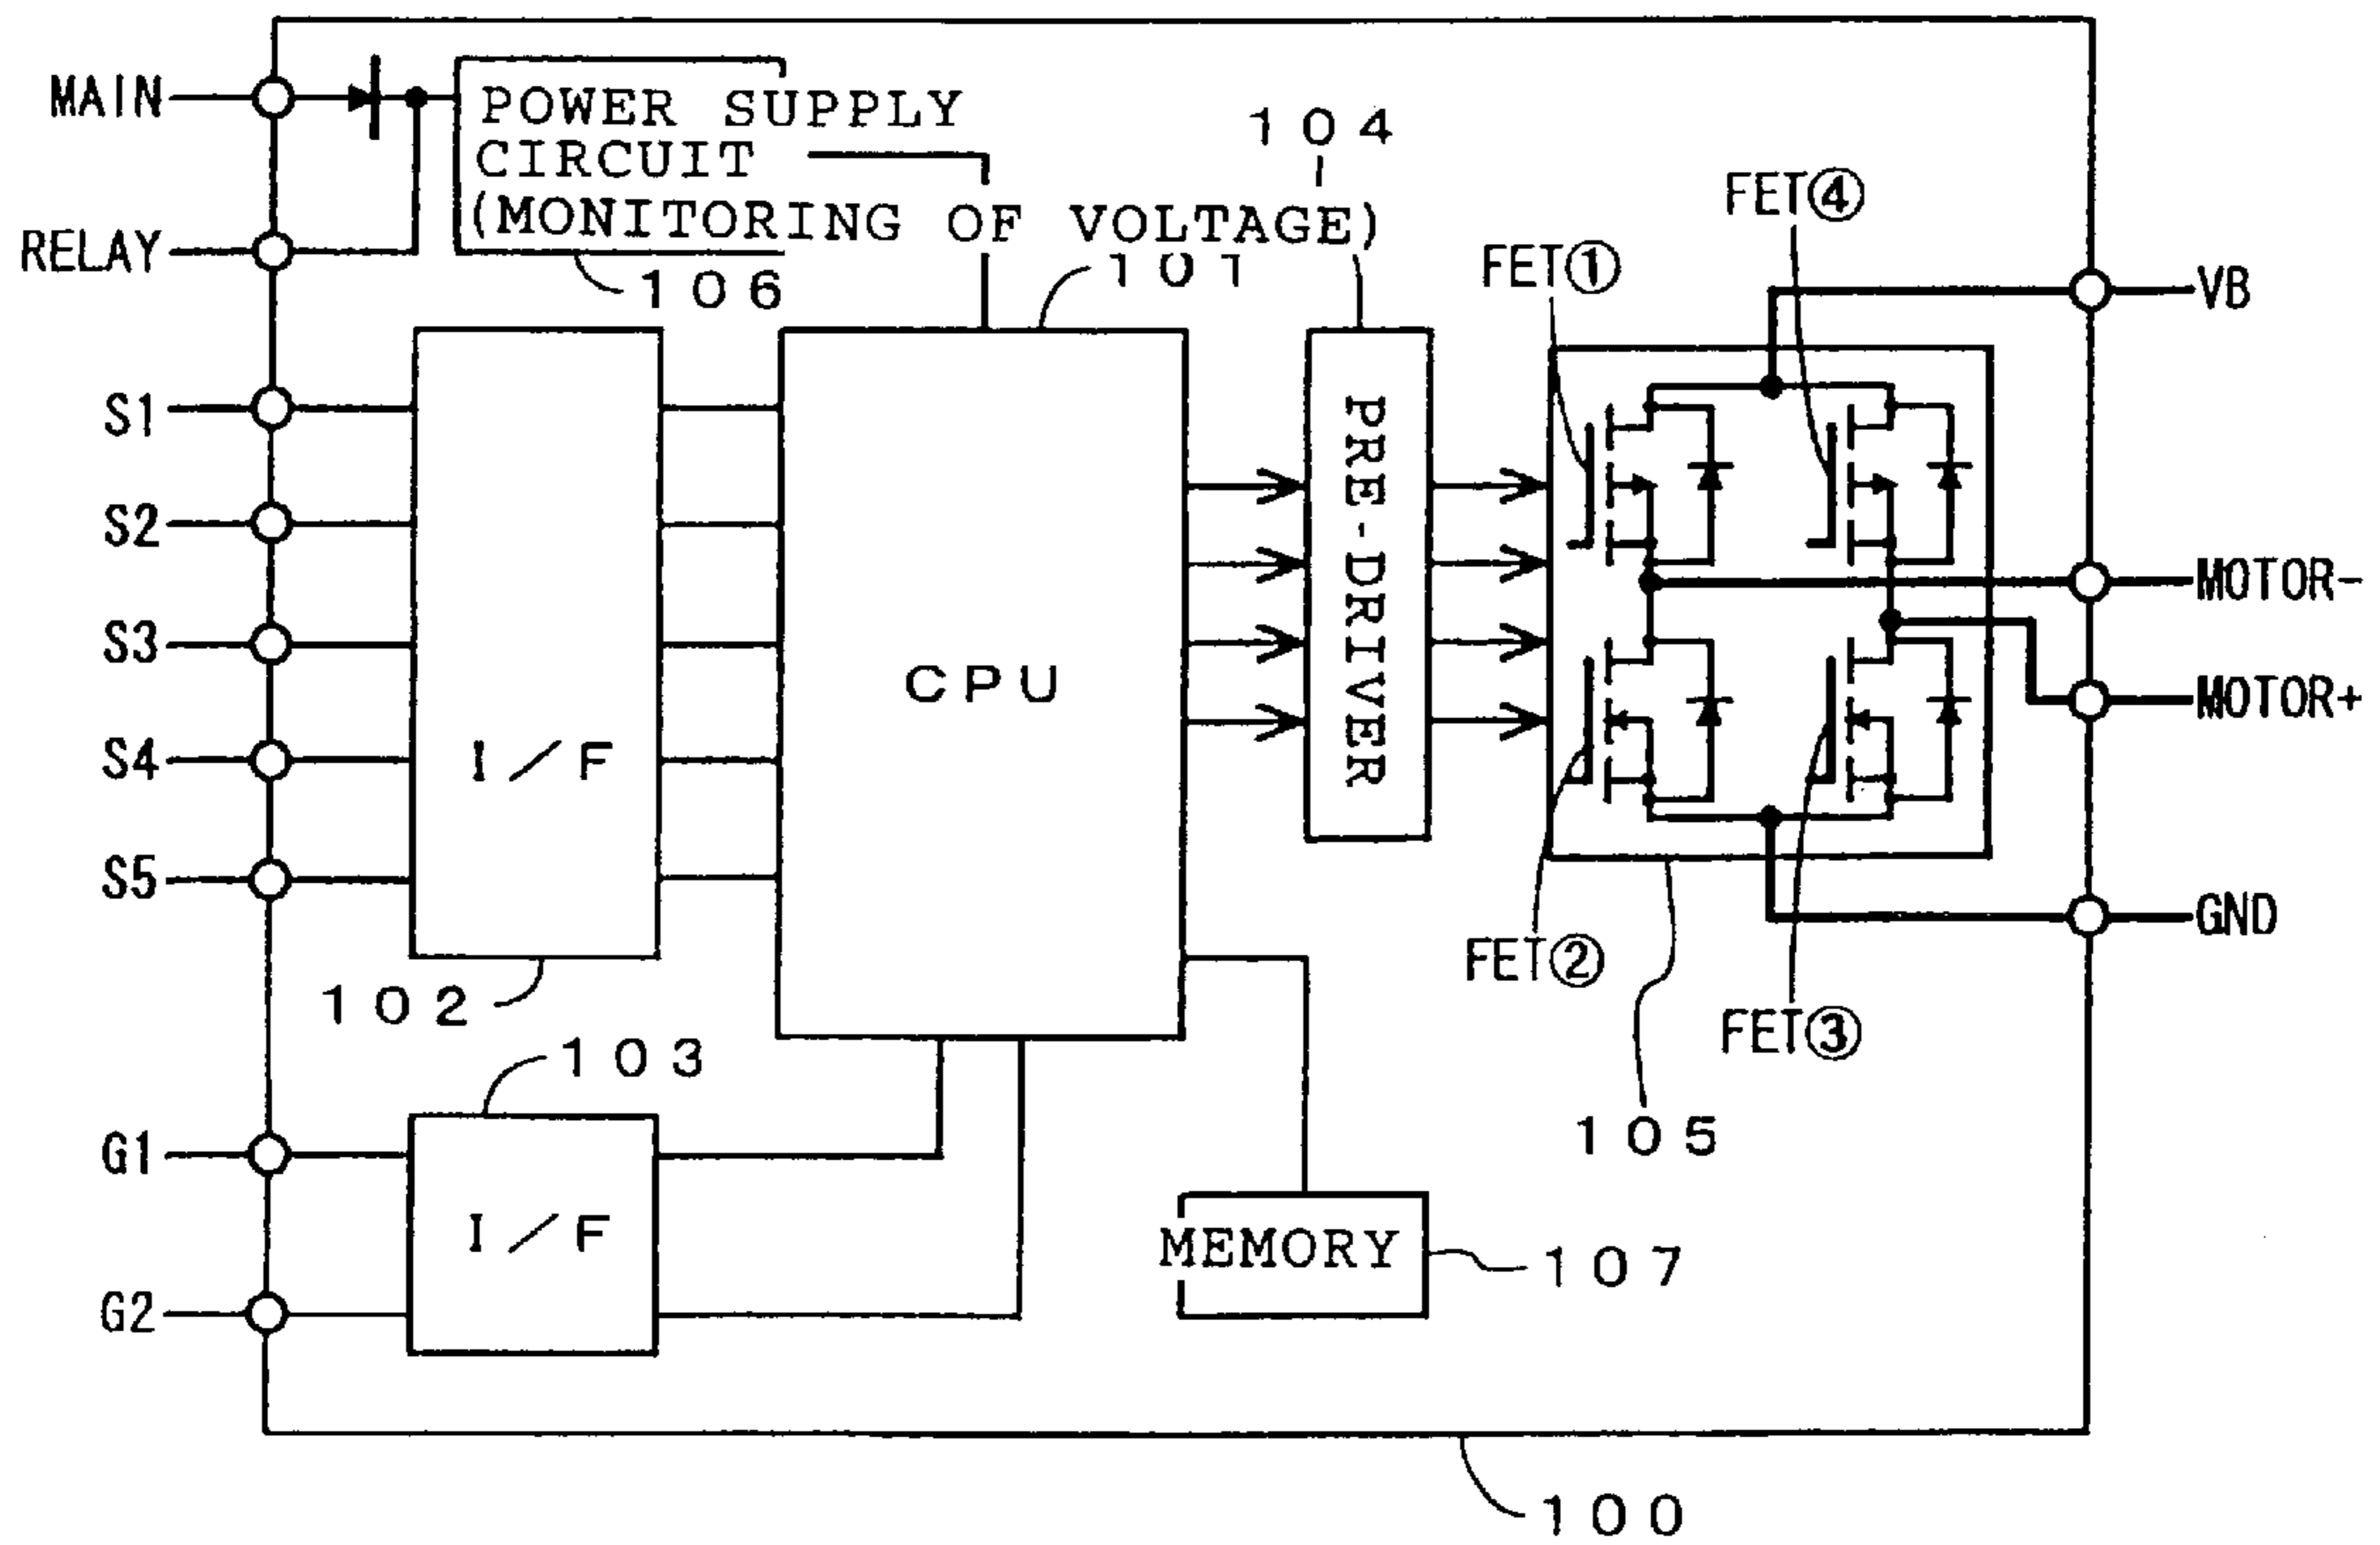 MAIN
POWER SUPPLY
CIRCUIT
(MONITORING OF VOLTAGE)
RELAY
106
101
104
FET①
FET④
VB
S1
S2
S3
S4
S5
I/F
CPU
PRE-DRIVER
MOTOR-
MOTOR+
GND
FET②
FET③
102
103
105
G1
G2
I/F
MEMORY
107
100